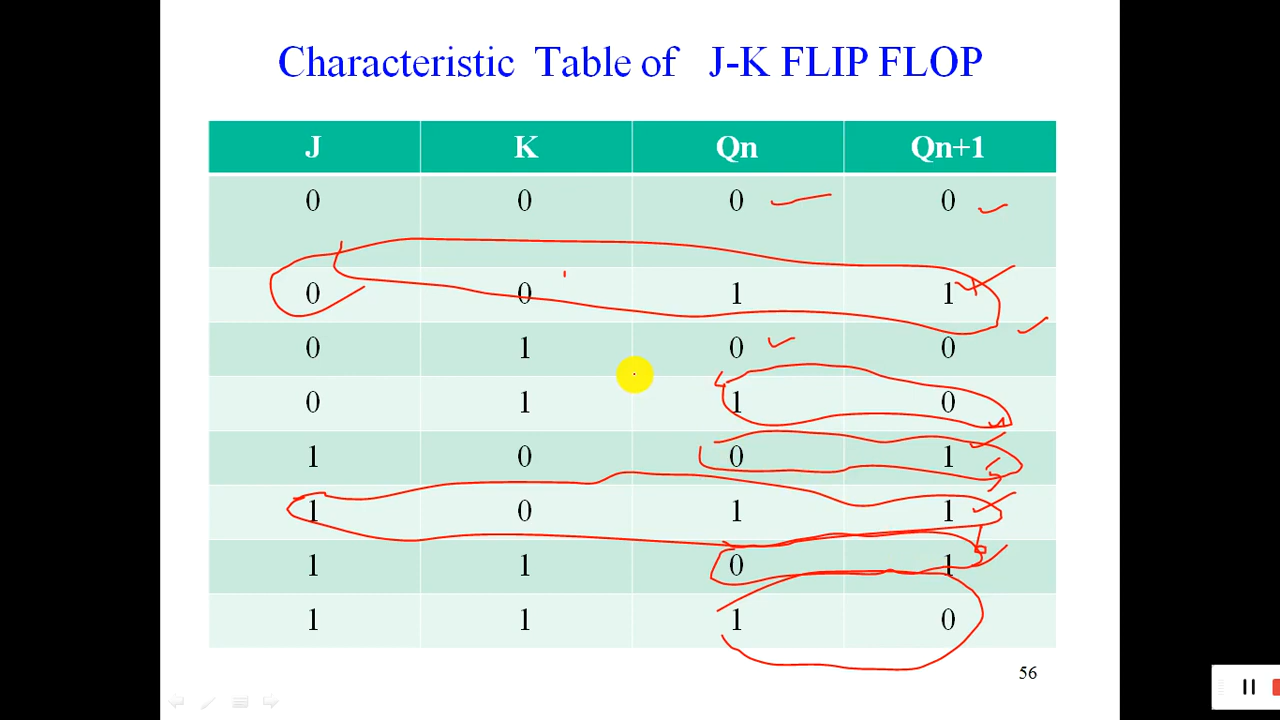 Characteristic Table of J-K FLIP FLOP
J K Qn Qn+1
0 0 0 0
0 0 1 1
0 1 0 0
0 1 1 0
1 0 0 1
1 0 1 1
1 1 0 1
1 1 1 0
56